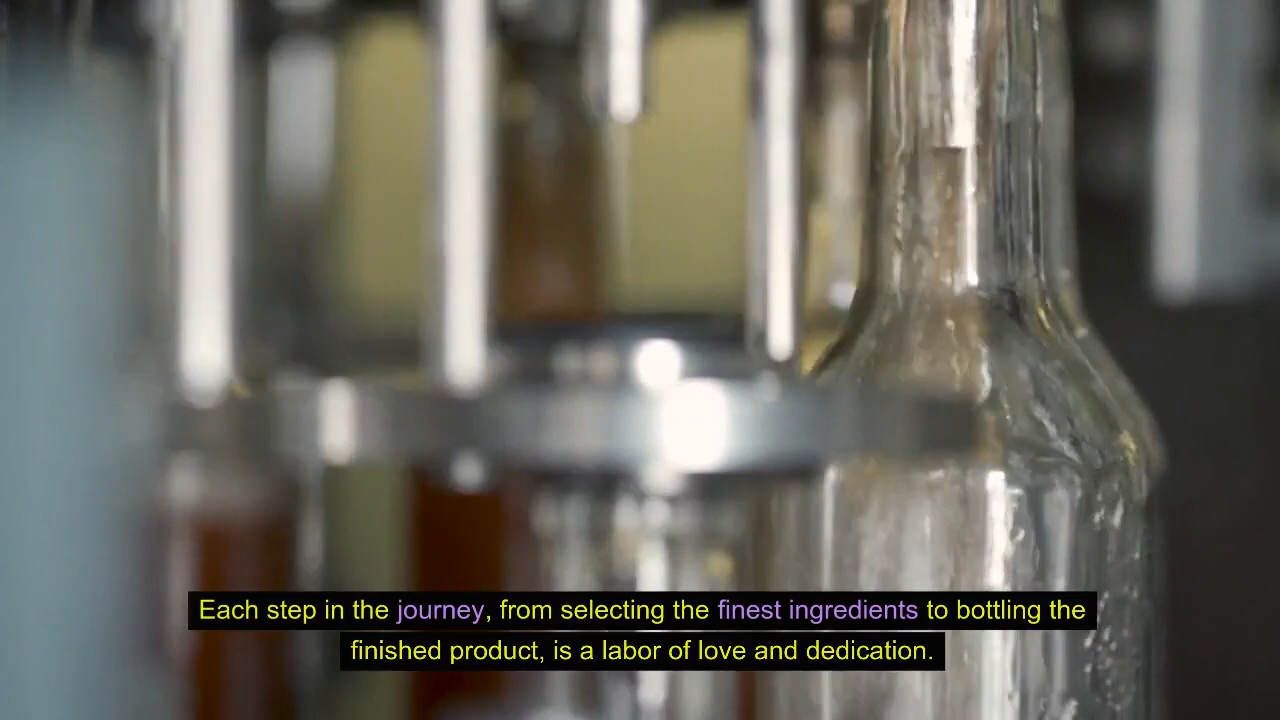 Each step in the journey, from selecting the finest ingredients to bottling the
finished product, is a labor of love and dedication.